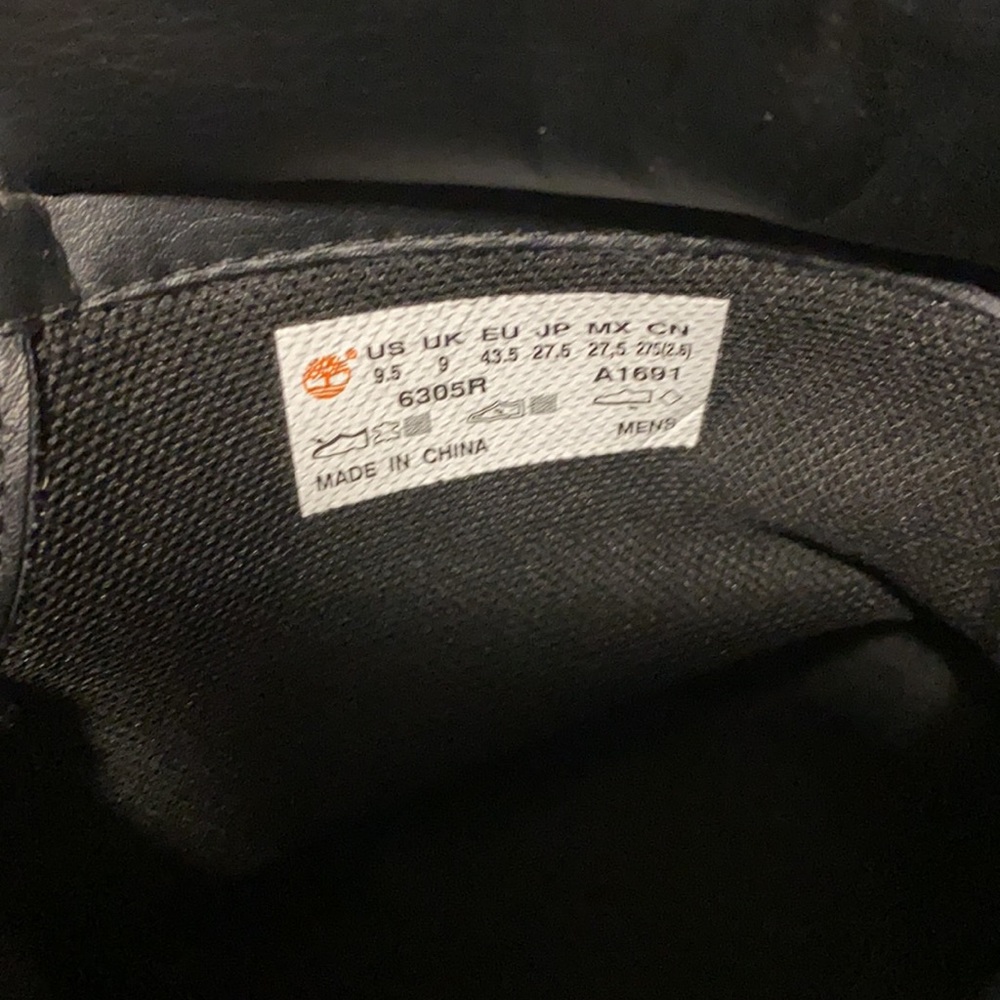 US UK EU JP MX CN
9.5 9 43.5 27.5 27,5 275(2.5)
6305R A1691
MADE IN CHINA MENS